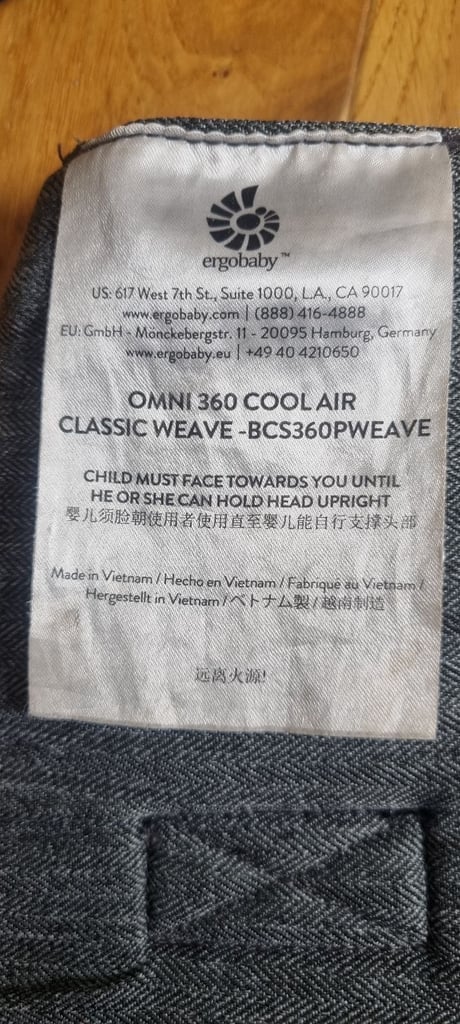 ergobaby™
US: 617 West 7th St., Suite 1000, L.A., CA 90017
www.ergobaby.com | (888) 416-4888
EU: GmbH - Mönckebergstr. 11 - 20095 Hamburg, Germany
www.ergobaby.eu | +49 40 4210650
OMNI 360 COOL AIR
CLASSIC WEAVE -BCS360PWEAVE
CHILD MUST FACE TOWARDS YOU UNTIL
HE OR SHE CAN HOLD HEAD UPRIGHT
婴儿须脸朝使用者使用直至婴儿能自行支撑头部
Made in Vietnam / Hecho en Vietnam / Fabriqué au Vietnam /
Hergestellt in Vietnam / ベトナム製 / 越南制造
远离火源!